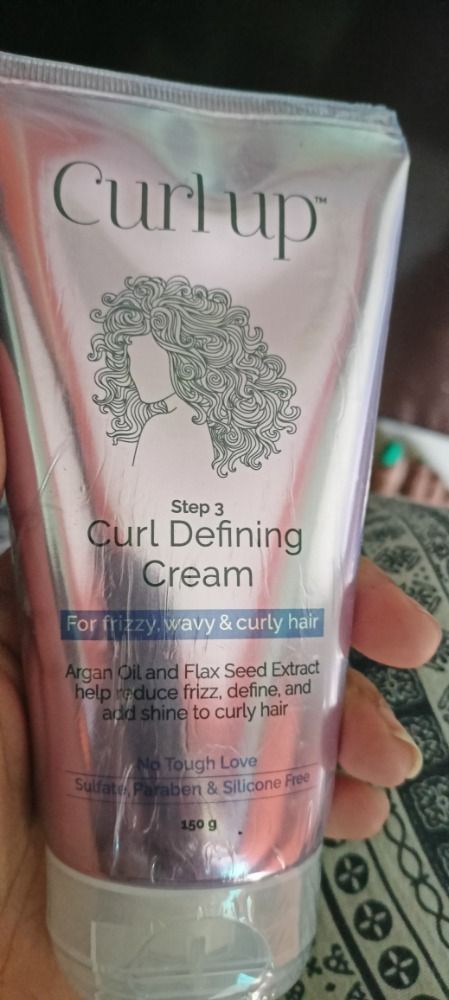 Curl up™
Step 3
Curl Defining
Cream
For frizzy, wavy & curly hair
Argan Oil and Flax Seed Extract
help reduce frizz, define, and
add shine to curly hair
No Tough Love
Sulfate, Paraben & Silicone Free
150 g